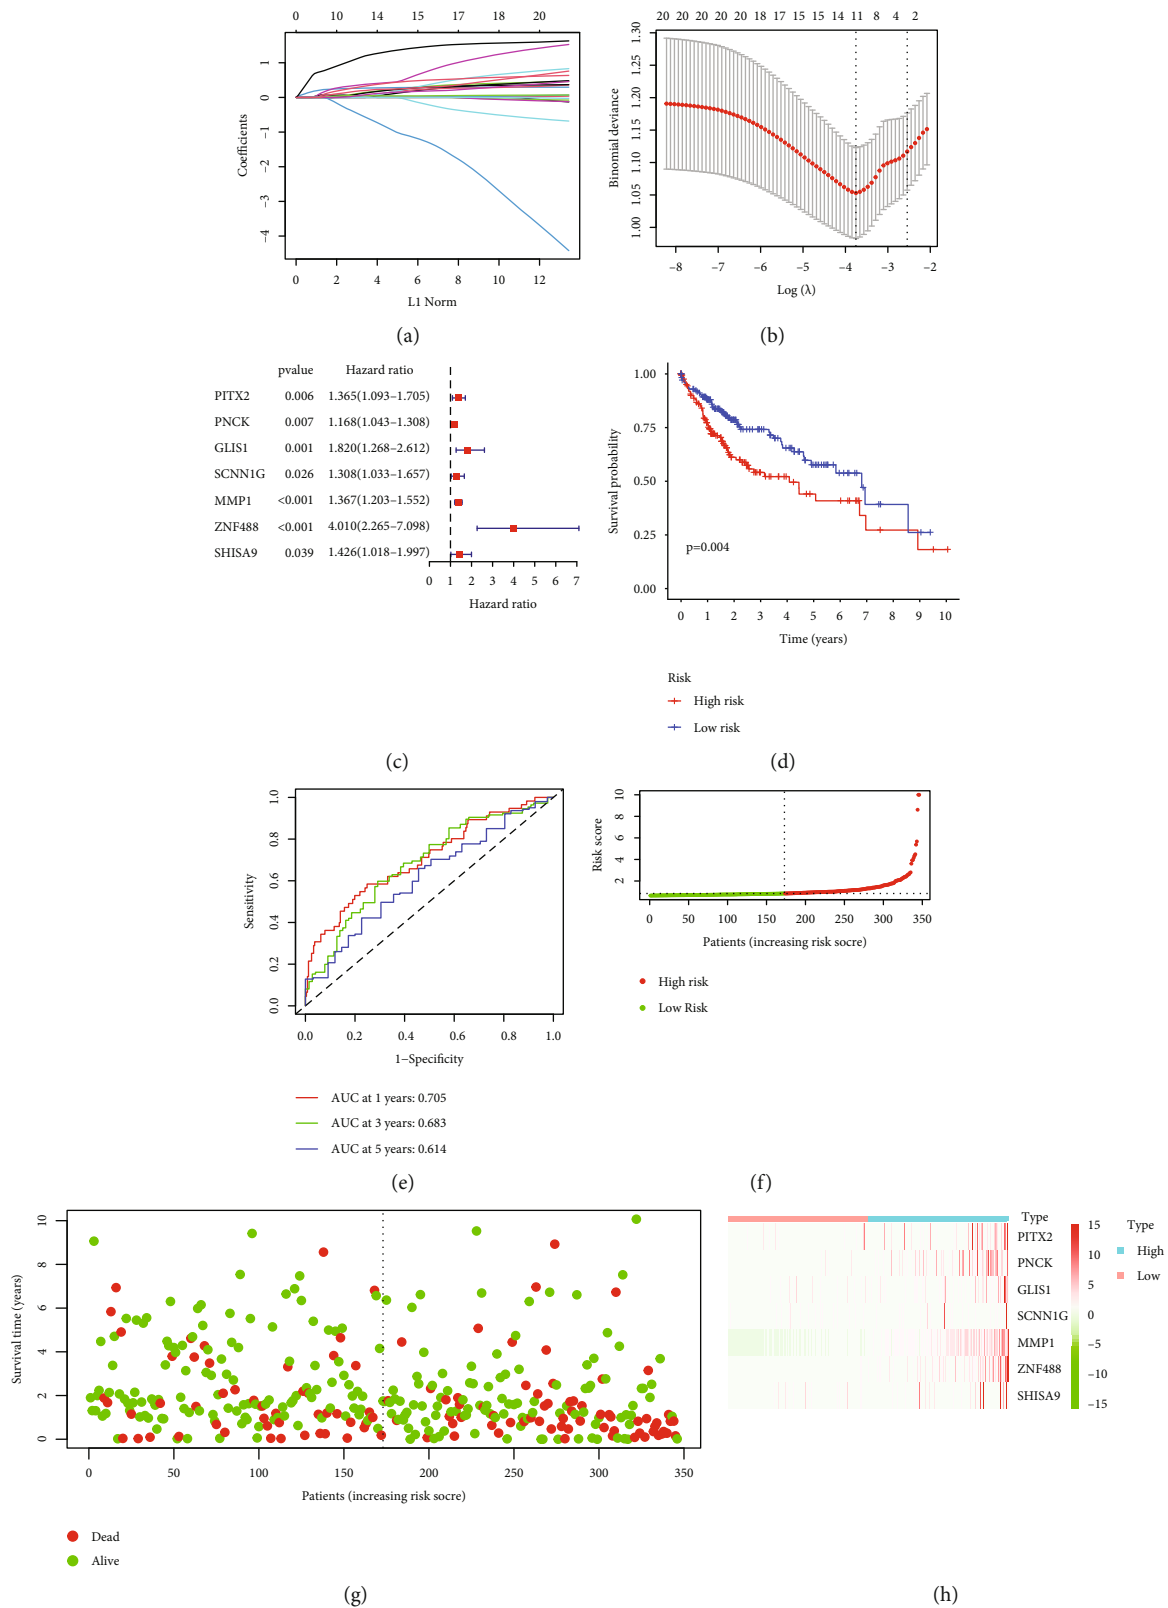 0 10 14 15 17 18 20
Coefficients
1
0
−1
−2
−3
−4
0 2 4 6 8 10 12
L1 Norm
(a)
20 20 20 20 20 18 17 15 15 14 11 8 4 2
Binomial deviance
1.30
1.25
1.20
1.15
1.10
1.05
1.00
−8 −7 −6 −5 −4 −3 −2
Log (λ)
(b)
pvalue Hazard ratio
PITX2 0.006 1.365(1.093−1.705)
PNCK 0.007 1.168(1.043−1.308)
GLIS1 0.001 1.820(1.268−2.612)
SCNN1G 0.026 1.308(1.033−1.657)
MMP1 <0.001 1.367(1.203−1.552)
ZNF488 <0.001 4.010(2.265−7.098)
SHISA9 0.039 1.426(1.018−1.997)
0 1 2 3 4 5 6 7
Hazard ratio
(c)
Survival probability
1.00
0.75
0.50
0.25
0.00
p=0.004
0 1 2 3 4 5 6 7 8 9 10
Time (years)
Risk
High risk
Low risk
(d)
Sensitivity
1.0
0.8
0.6
0.4
0.2
0.0
0.0 0.2 0.4 0.6 0.8 1.0
1−Specificity
AUC at 1 years: 0.705
AUC at 3 years: 0.683
AUC at 5 years: 0.614
(e)
Risk score
10
8
6
4
2
0 50 100 150 200 250 300 350
Patients (increasing risk socre)
High risk
Low Risk
(f)
Survival time (years)
10
8
6
4
2
0
0 50 100 150 200 250 300 350
Patients (increasing risk socre)
Dead
Alive
(g)
Type
PITX2
PNCK
GLIS1
SCNN1G
MMP1
ZNF488
SHISA9
15
10
5
0
−5
−10
−15
Type
High
Low
(h)